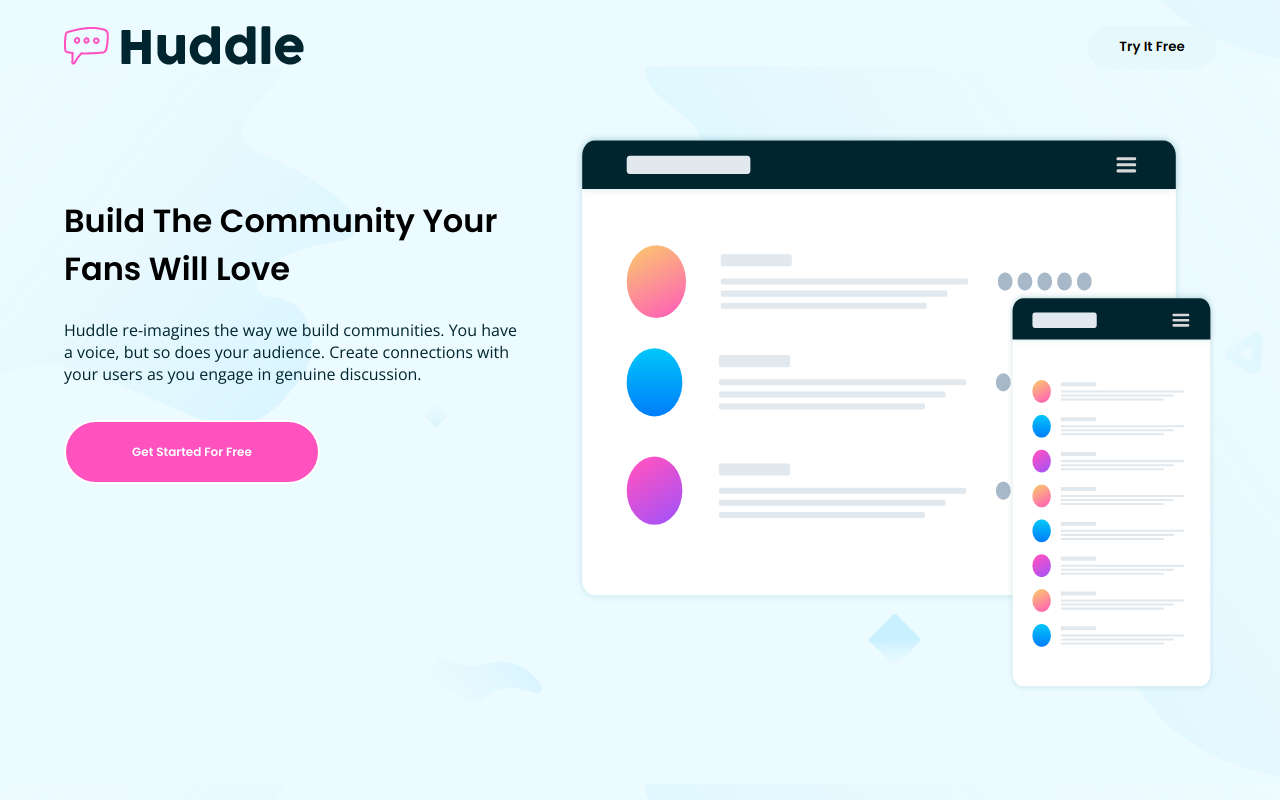 Huddle
Try It Free
Build The Community Your
Fans Will Love
Huddle re-imagines the way we build communities. You have
a voice, but so does your audience. Create connections with
your users as you engage in genuine discussion.
Get Started For Free